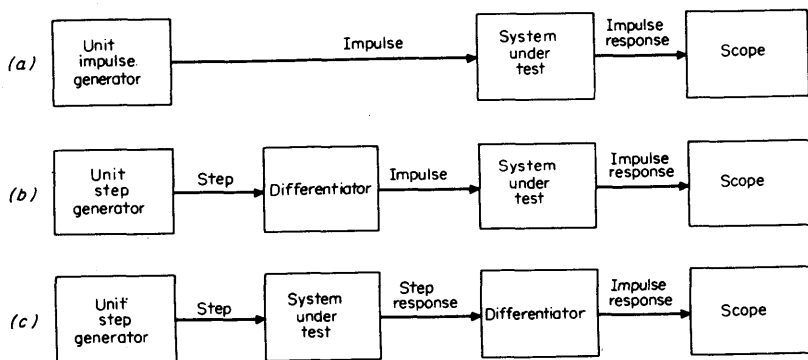 (a)
Unit
impulse.
generator
Impulse
System
under
test
Impulse
response
Scope
(b)
Unit
step
generator
Step
Differentiator
Impulse
System
under
test
Impulse
response
Scope
(c)
Unit
step
generator
Step
System
under
test
Step
response
Differentiator
Impulse
response
Scope